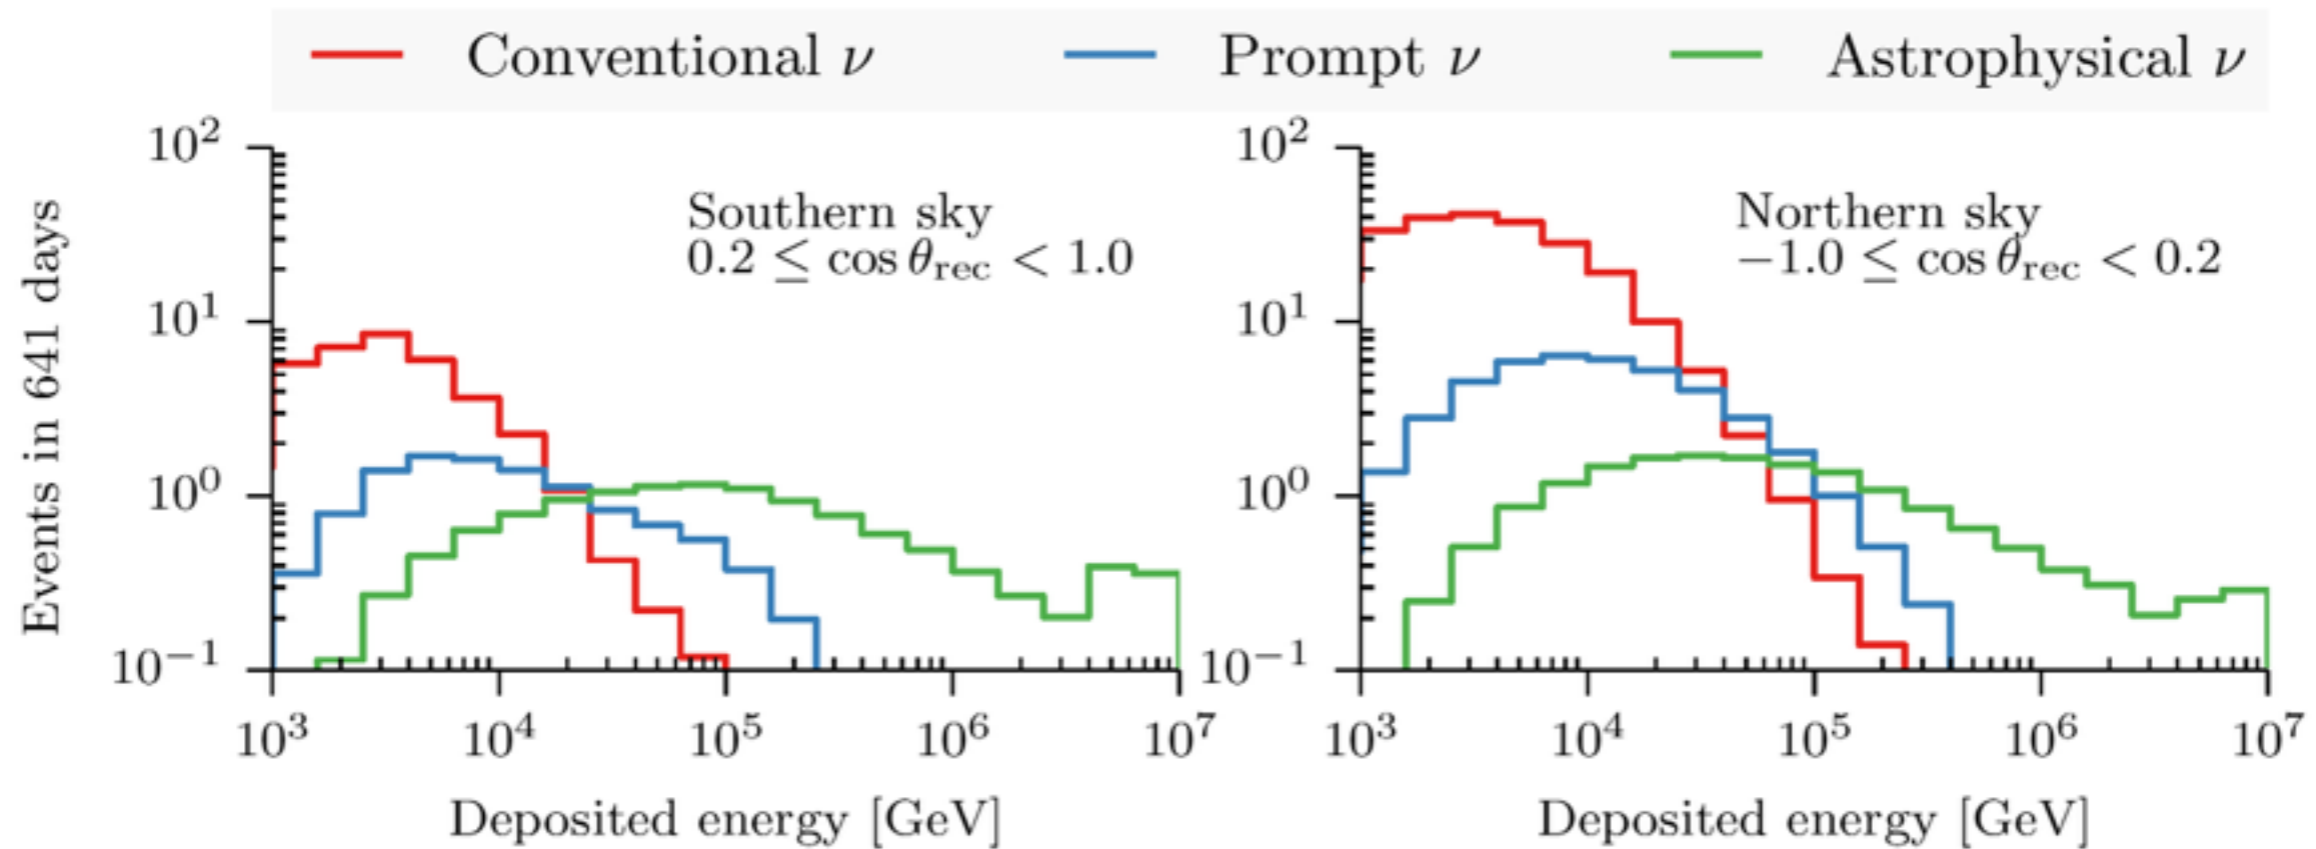 Conventional ν Prompt ν Astrophysical ν
Events in 641 days
10² 
10¹
10⁰
10⁻¹
Southern sky
0.2 ≤ cos θrec < 1.0
10³ 10⁴ 10⁵ 10⁶ 10⁷
Deposited energy [GeV]
10²
10¹
10⁰
10⁻¹
Northern sky
−1.0 ≤ cos θrec < 0.2
10³ 10⁴ 10⁵ 10⁶ 10⁷
Deposited energy [GeV]